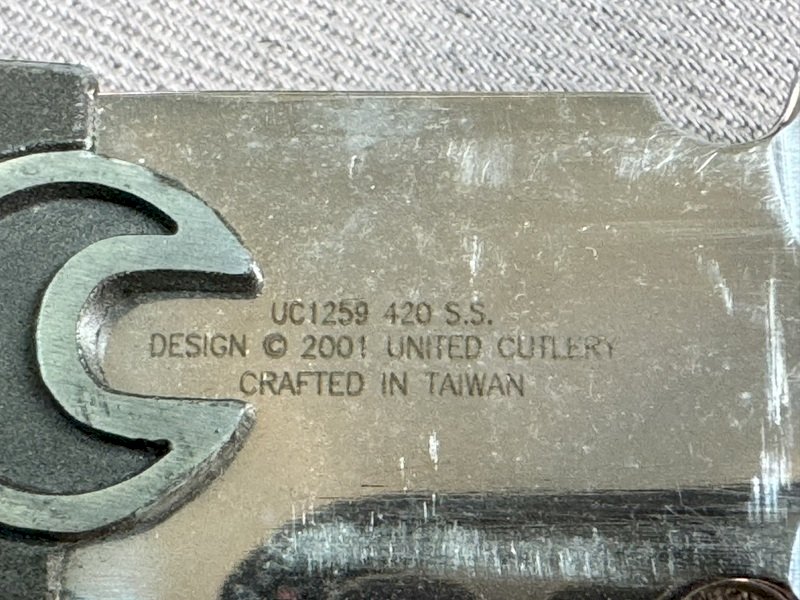 UC1259 420 S.S.
DESIGN © 2001 UNITED CUTLERY
CRAFTED IN TAIWAN